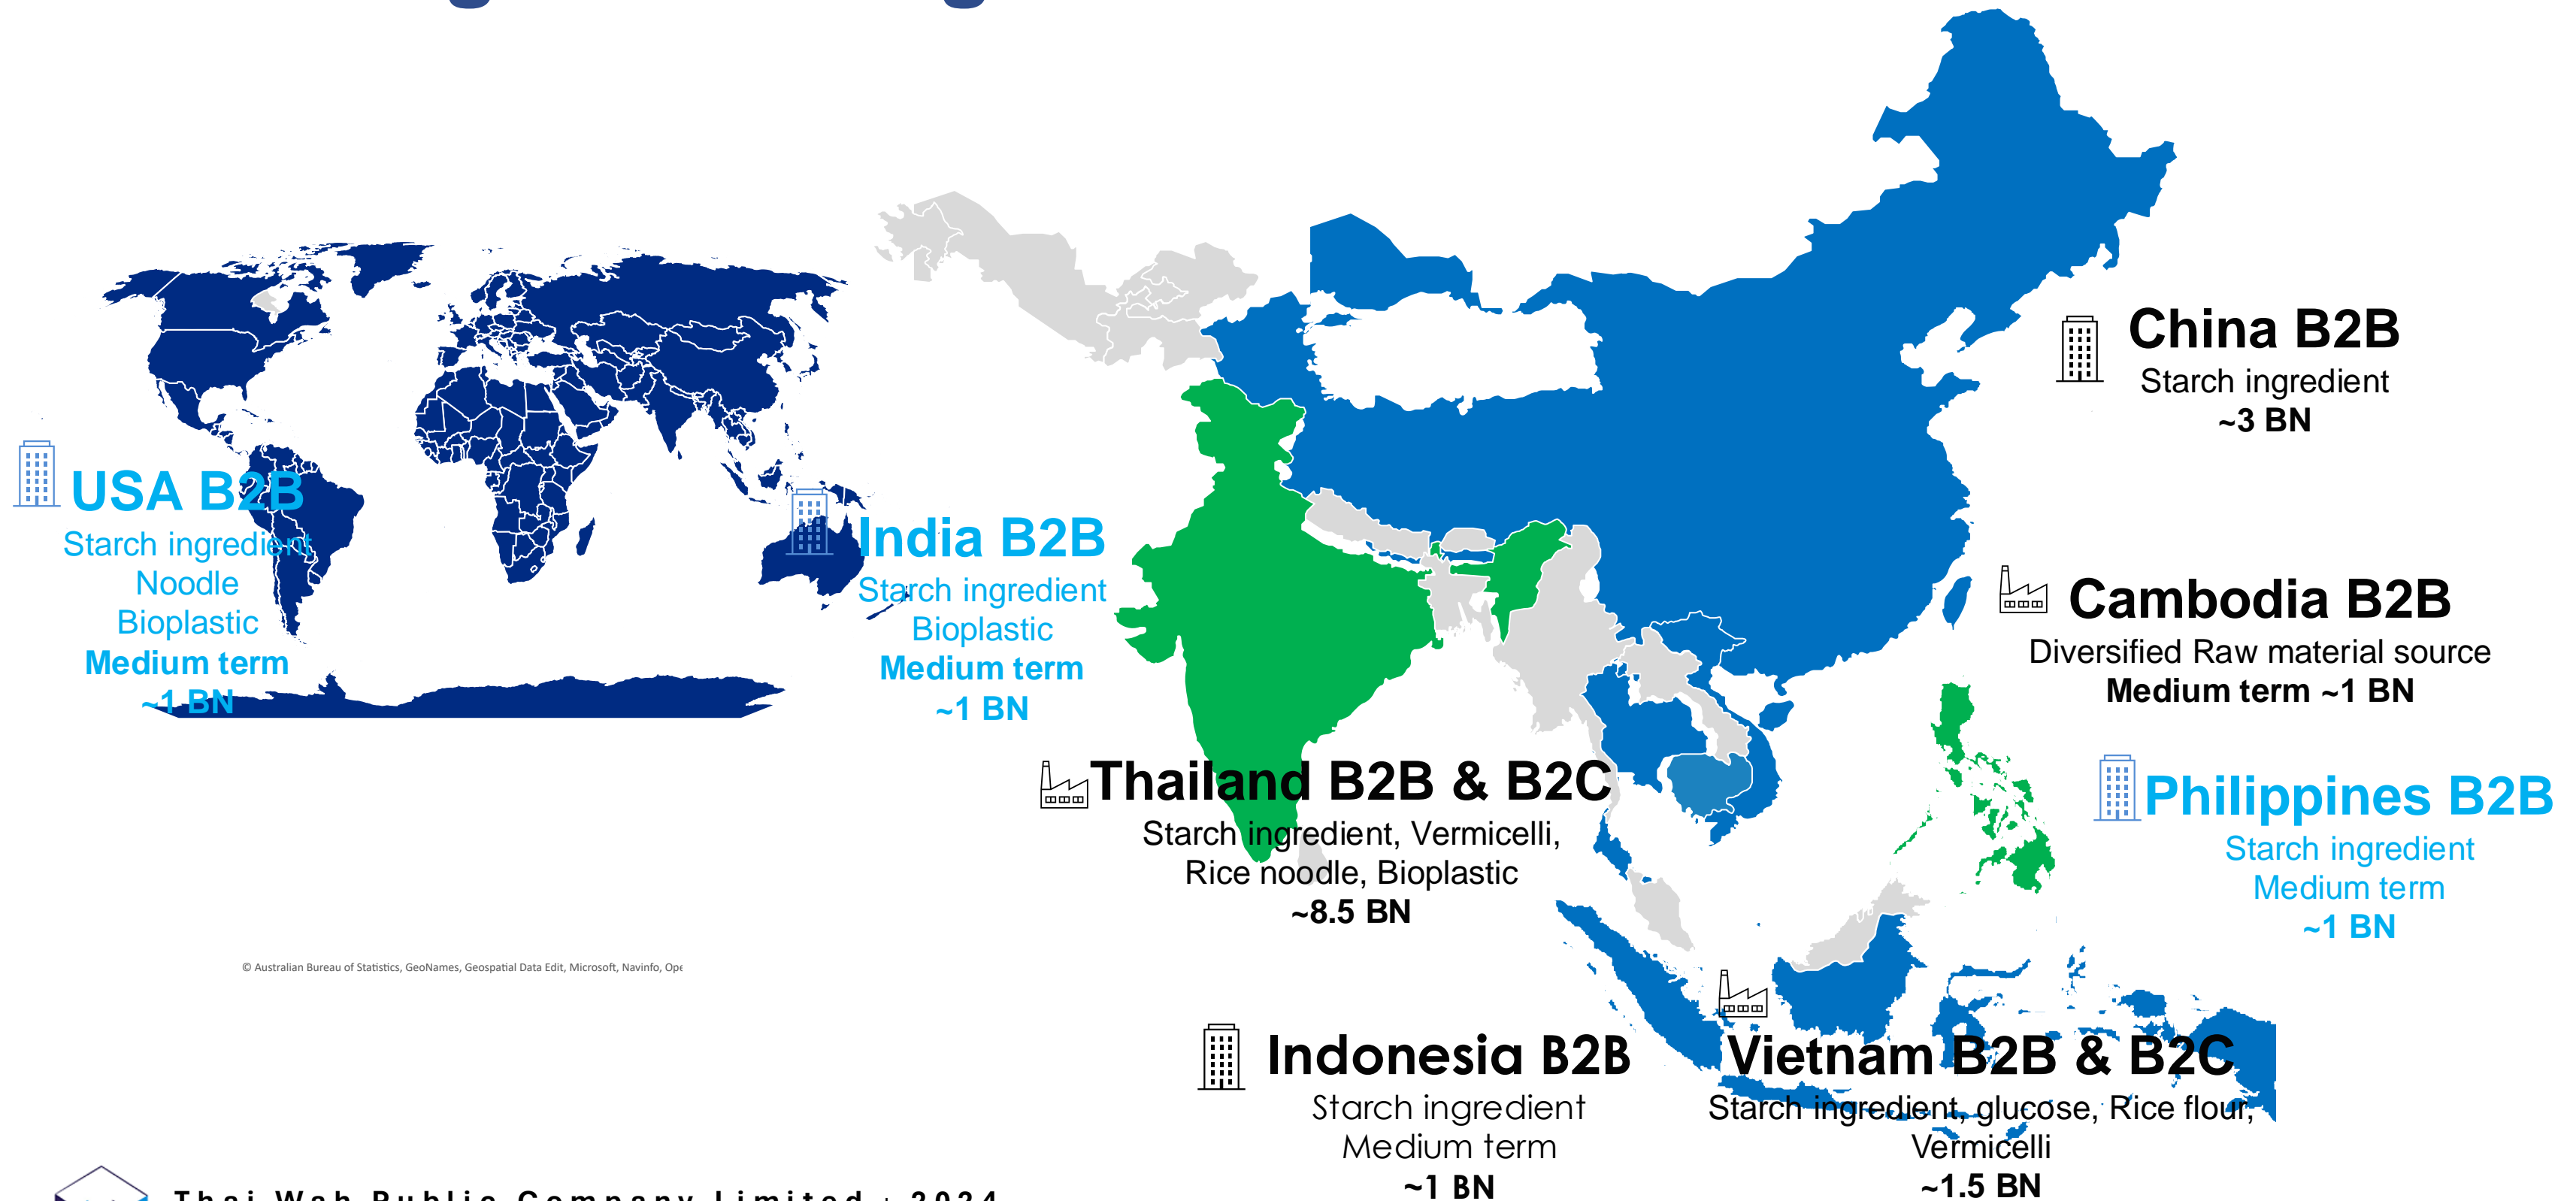 China B2B
Starch ingredient
~3 BN
USA B2B
Starch ingredient
Noodle
Bioplastic
Medium term
~1 BN
India B2B
Starch ingredient
Bioplastic
Medium term
~1 BN
Cambodia B2B
Diversified Raw material source
Medium term ~1 BN
Thailand B2B & B2C
Starch ingredient, Vermicelli,
Rice noodle, Bioplastic
~8.5 BN
Philippines B2B
Starch ingredient
Medium term
~1 BN
© Australian Bureau of Statistics, GeoNames, Geospatial Data Edit, Microsoft, Navinfo, Ope
Indonesia B2B
Starch ingredient
Medium term
~1 BN
Vietnam B2B & B2C
Starch ingredient, glucose, Rice flour,
Vermicelli
~1.5 BN
Thai Wah Public Company Limited : 2024